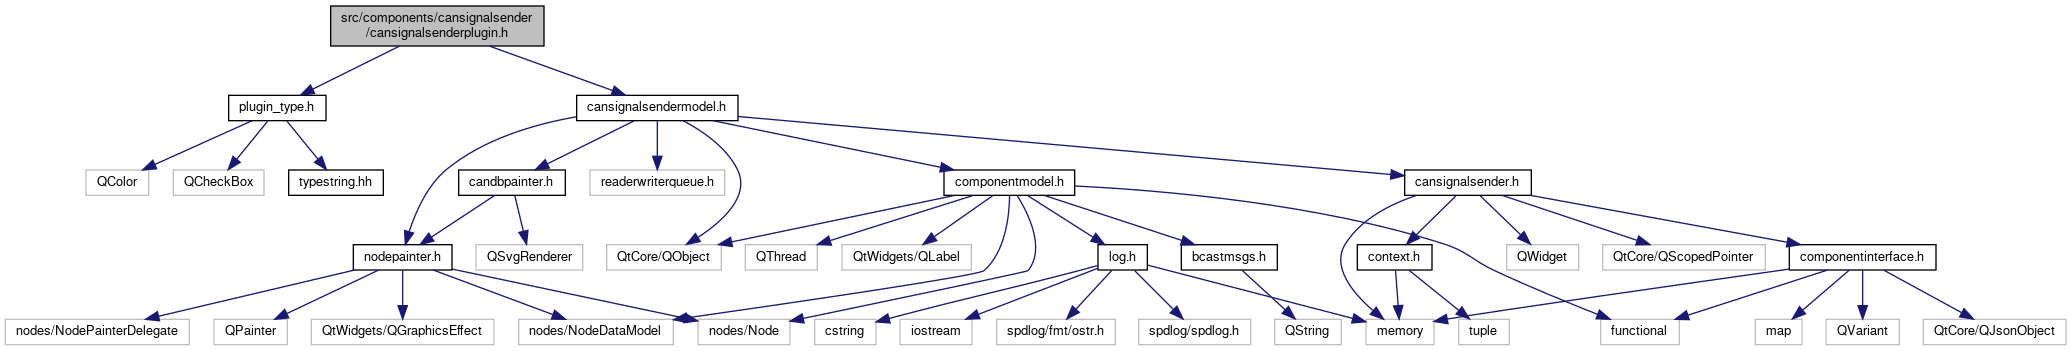 src/components/cansignalsender
/cansignalsenderplugin.h
plugin_type.h
cansignalsendermodel.h
QColor
QCheckBox
typestring.hh
candbpainter.h
readerwriterqueue.h
componentmodel.h
cansignalsender.h
nodepainter.h
QSvgRenderer
QtCore/QObject
QThread
QtWidgets/QLabel
log.h
bcastmsgs.h
context.h
QWidget
QtCore/QScopedPointer
componentinterface.h
nodes/NodePainterDelegate
QPainter
QtWidgets/QGraphicsEffect
nodes/NodeDataModel
nodes/Node
cstring
iostream
spdlog/fmt/ostr.h
spdlog/spdlog.h
QString
memory
tuple
functional
map
QVariant
QtCore/QJsonObject